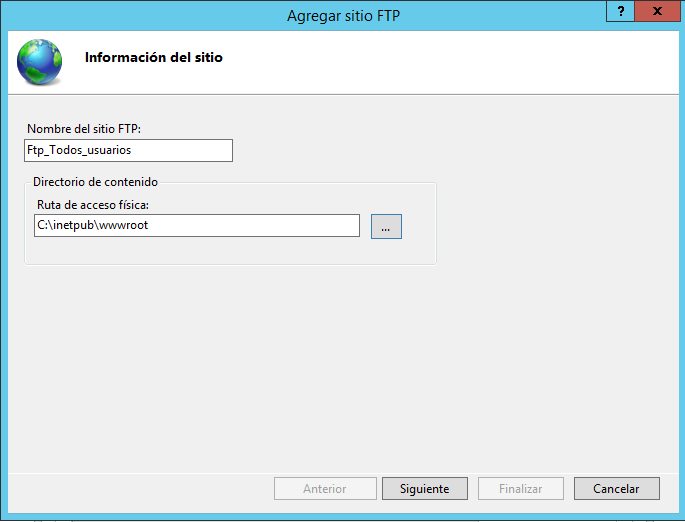 Agregar sitio FTP
?
x
Información del sitio
Nombre del sitio FTP:
Ftp_Todos_usuarios
Directorio de contenido
Ruta de acceso física:
C:\inetpub\wwwroot
...
Anterior
Siguiente
Finalizar
Cancelar